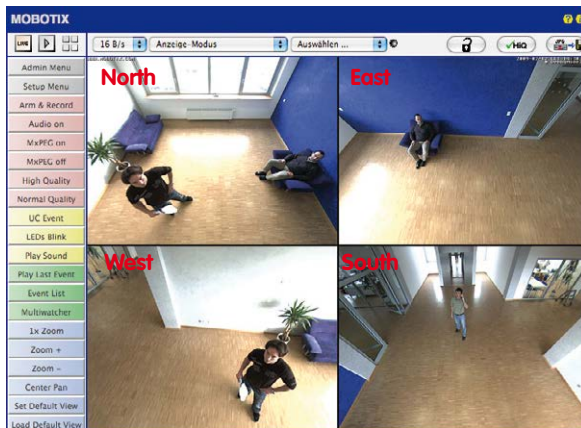 MOBOTIX
LIVE
16 B/s
Anzeige-Modus
Auswählen ...
HiQ
Admin Menu
Setup Menu
Arm & Record
Audio on
MxPEG on
MxPEG off
High Quality
Normal Quality
UC Event
LEDs Blink
Play Sound
Play Last Event
Event List
Multiwatcher
1x Zoom
Zoom +
Zoom –
Center Pan
Set Default View
Load Default View
North
East
West
South